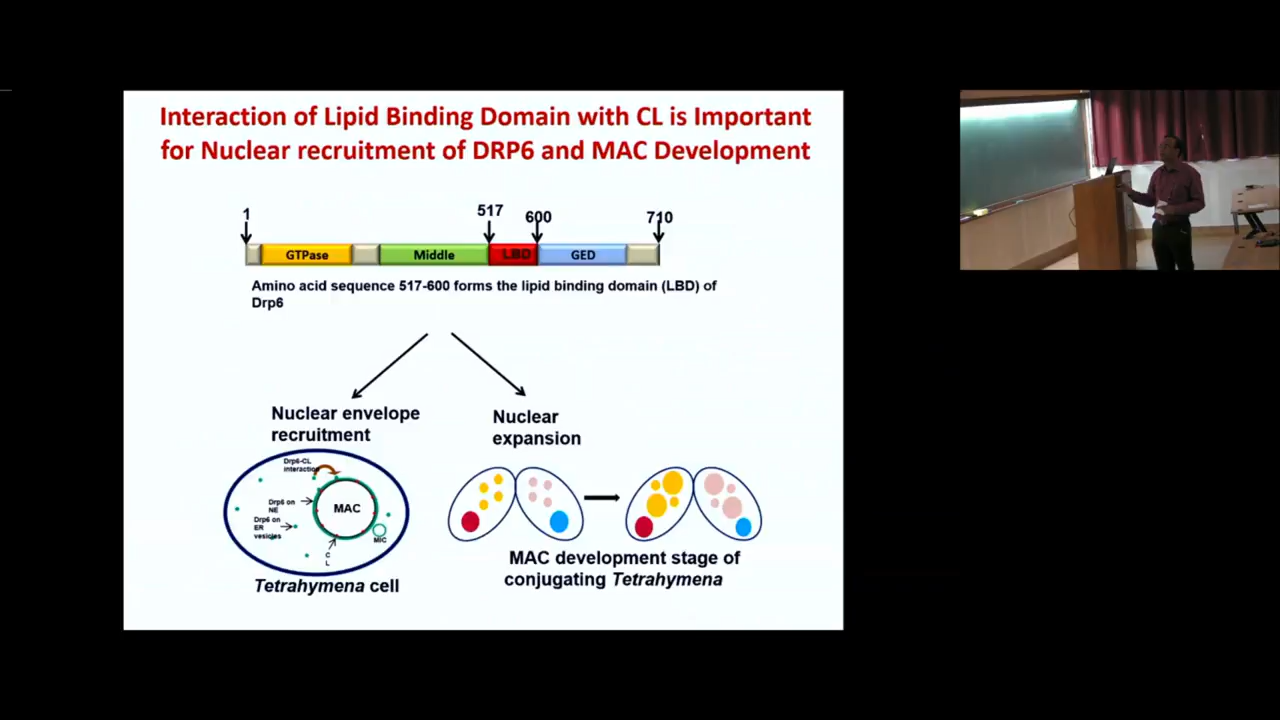 Interaction of Lipid Binding Domain with CL is Important
for Nuclear recruitment of DRP6 and MAC Development
1
517
600
710
GTPase
Middle
LBD
GED
Amino acid sequence 517-600 forms the lipid binding domain (LBD) of
Drp6
Nuclear envelope
recruitment
Nuclear
expansion
Drp6-CL
interaction
Drp6 on
NE
Drp6 on
ER
vesicles
MAC
MIC
C
L
Tetrahymena cell
MAC development stage of
conjugating Tetrahymena